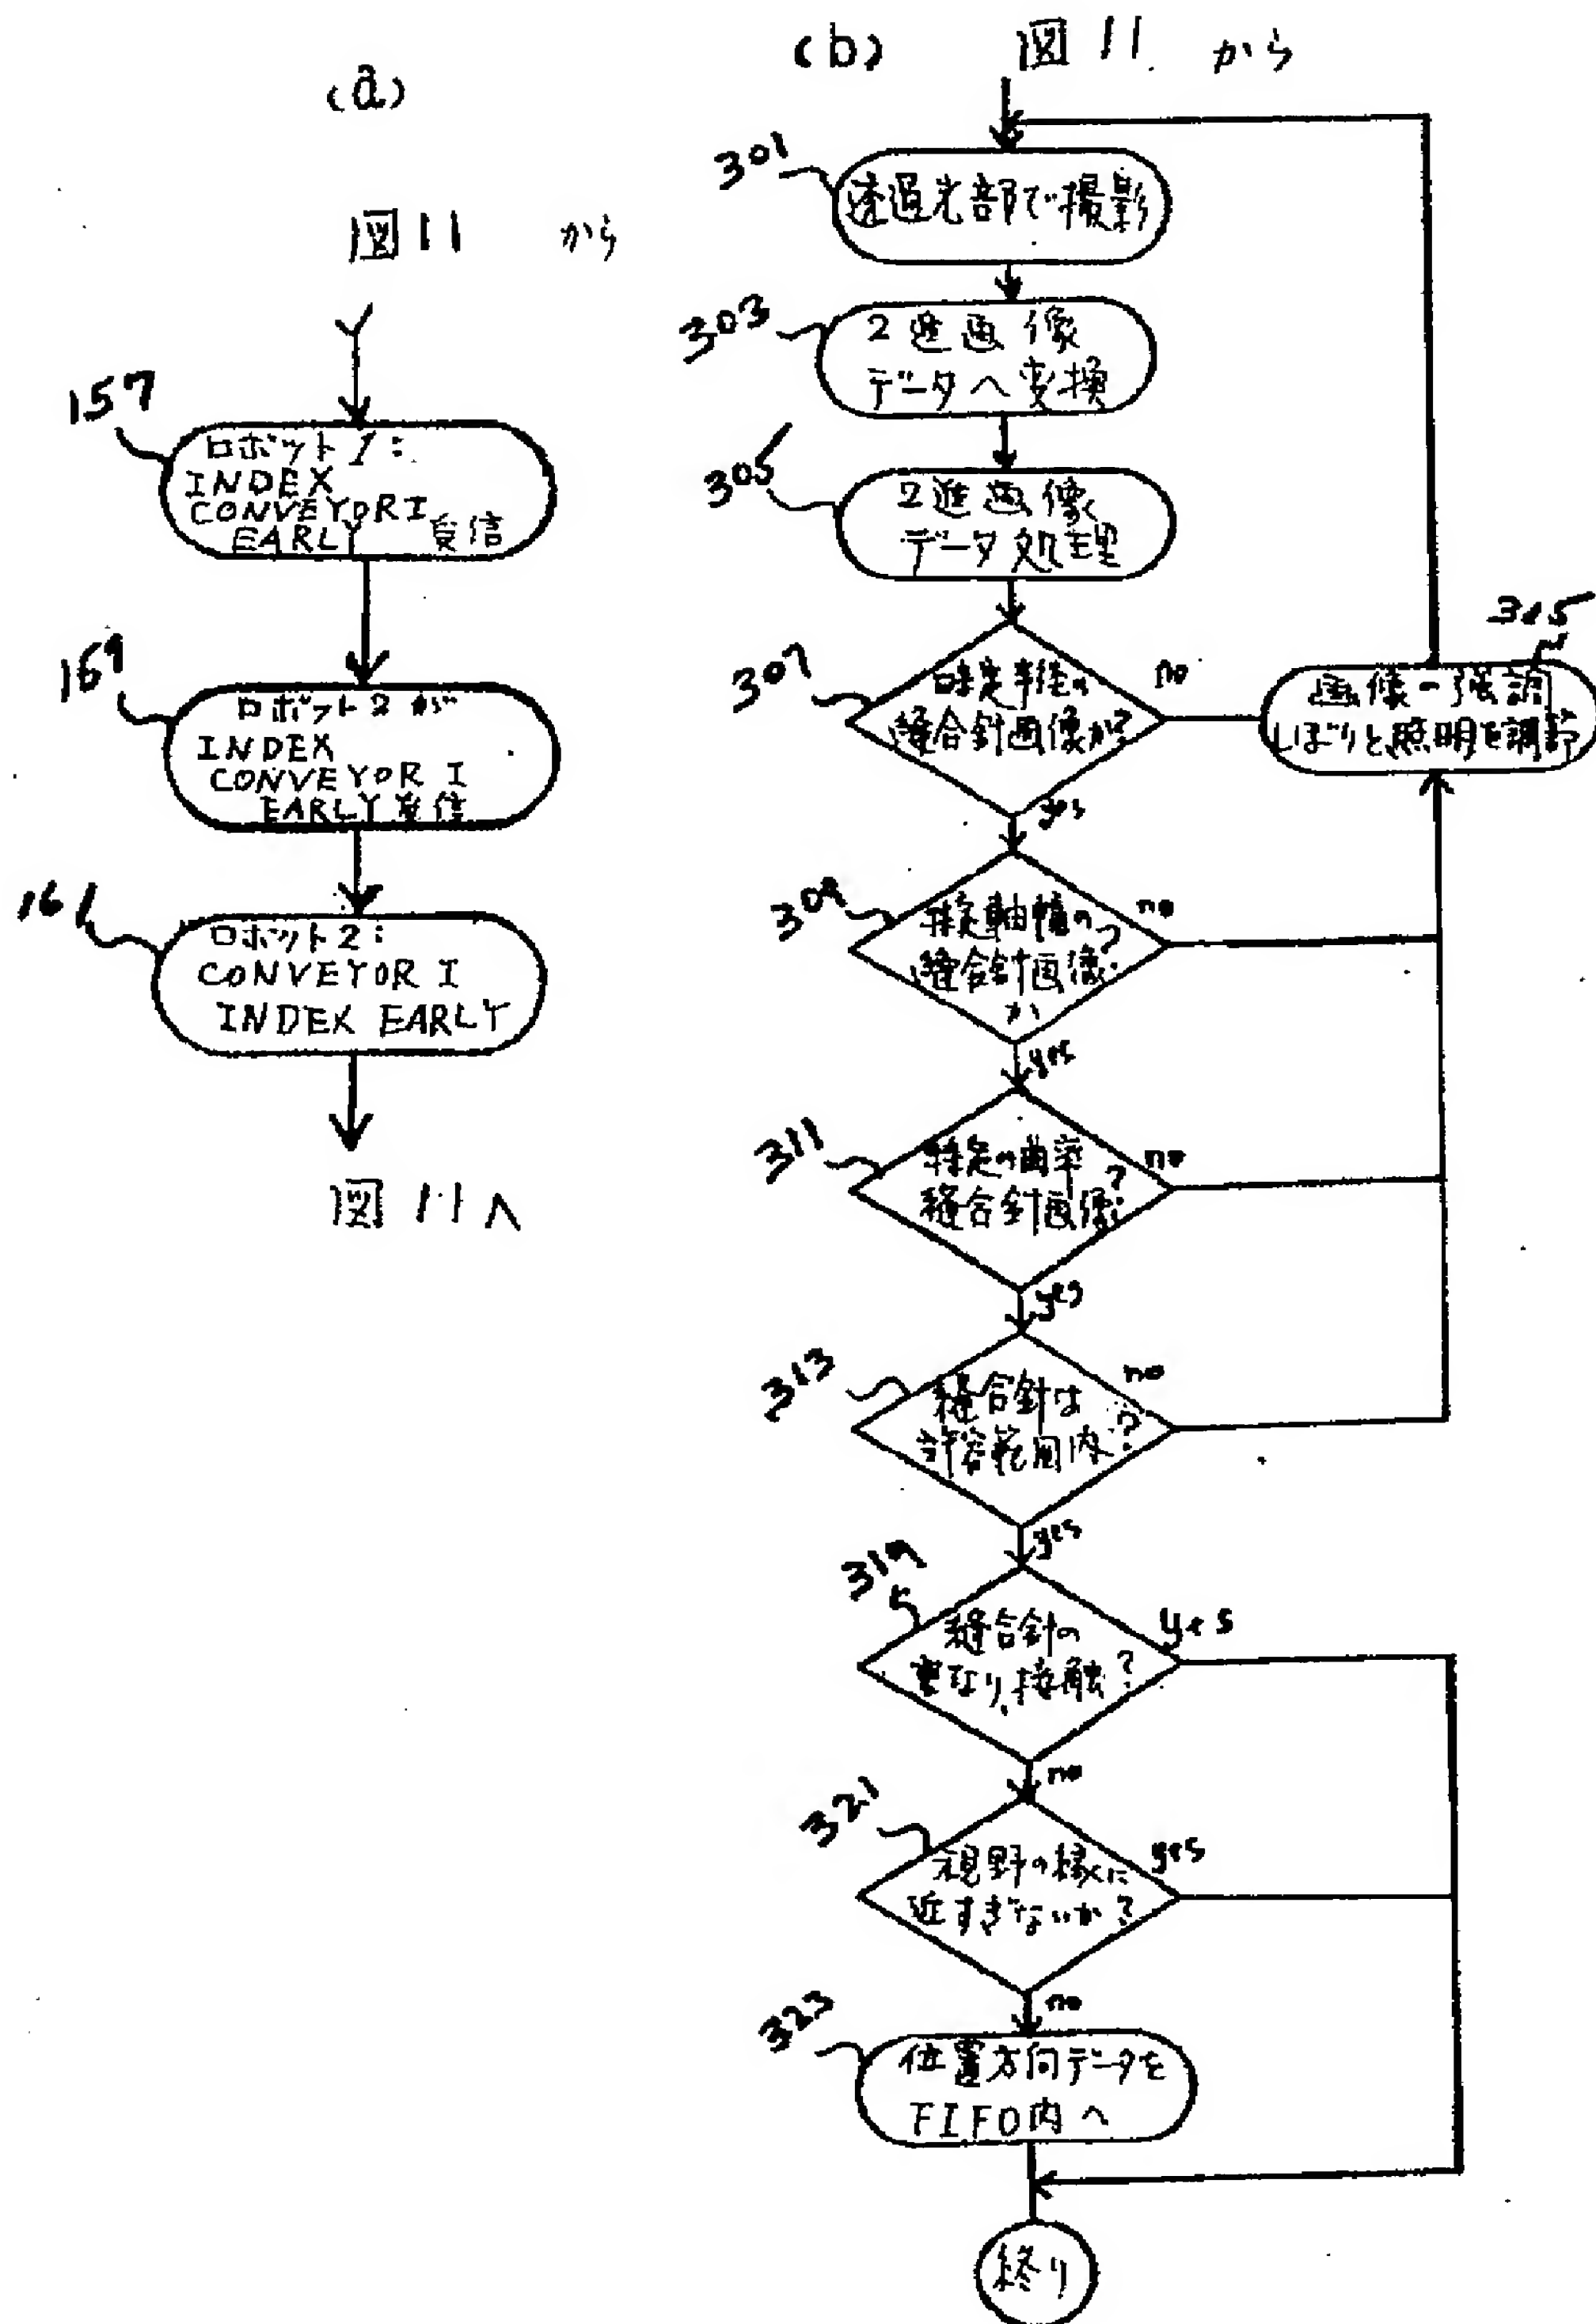 (a)
図11 から
157
ロボット1:
INDEX
CONVEYOR I
EARLY 受信
169
ロボット2が
INDEX
CONVEYOR I
EARLY 受信
161
ロボット2:
CONVEYOR I
INDEX EARLY
図11へ
(b) 図11 から
301
透過光部で撮影
303
2進画像
データへ変換
305
2進画像
データ処理
307
特定半径の
縫合針画像か?
no
yes
315
画像の強調
しぼりと照明を調節
309
特定軸幅の
縫合針画像?
か
no
yes
311
特定の曲率
縫合針画像?
no
yes
313
縫合針は
許容範囲内?
no
yes
319
縫合針の
重なり、接触?
yes
no
321
視野の縁に
近すぎないか?
yes
no
323
位置方向データを
FIFO内へ
終り